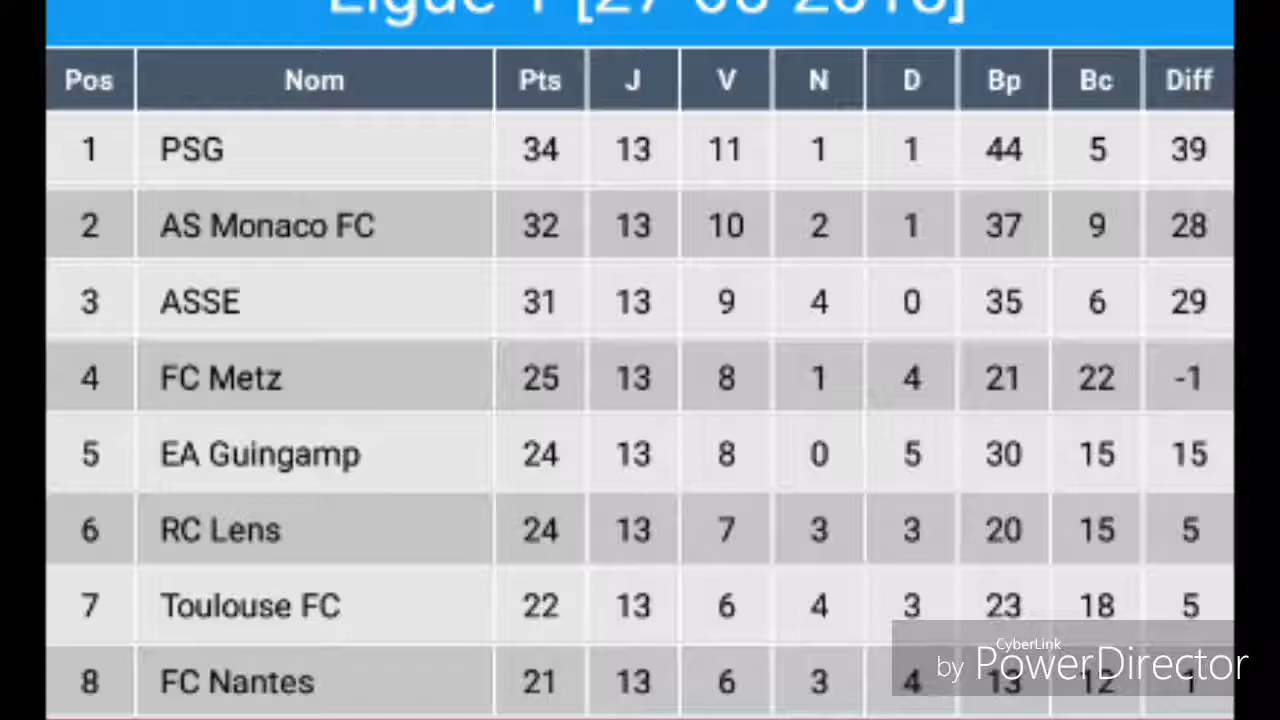 Ligue 1 [27-06-2018]
Pos Nom Pts J V N D Bp Bc Diff
1 PSG 34 13 11 1 1 44 5 39
2 AS Monaco FC 32 13 10 2 1 37 9 28
3 ASSE 31 13 9 4 0 35 6 29
4 FC Metz 25 13 8 1 4 21 22 -1
5 EA Guingamp 24 13 8 0 5 30 15 15
6 RC Lens 24 13 7 3 3 20 15 5
7 Toulouse FC 22 13 6 4 3 23 18 5
8 FC Nantes 21 13 6 3 4 13 12 1
CyberLink
by PowerDirector